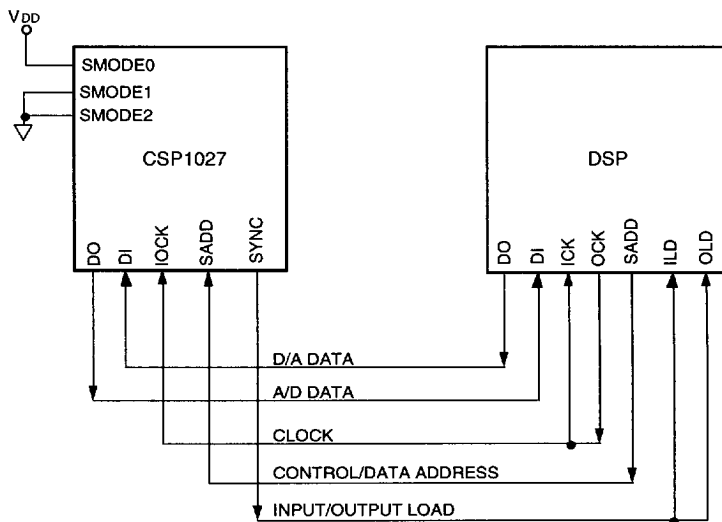 VDD
SMODE0
SMODE1
SMODE2
CSP1027
DSP
DO
DI
IOCK
SADD
SYNC
DO
DI
ICK
OCK
SADD
ILD
OLD
D/A DATA
A/D DATA
CLOCK
CONTROL/DATA ADDRESS
INPUT/OUTPUT LOAD